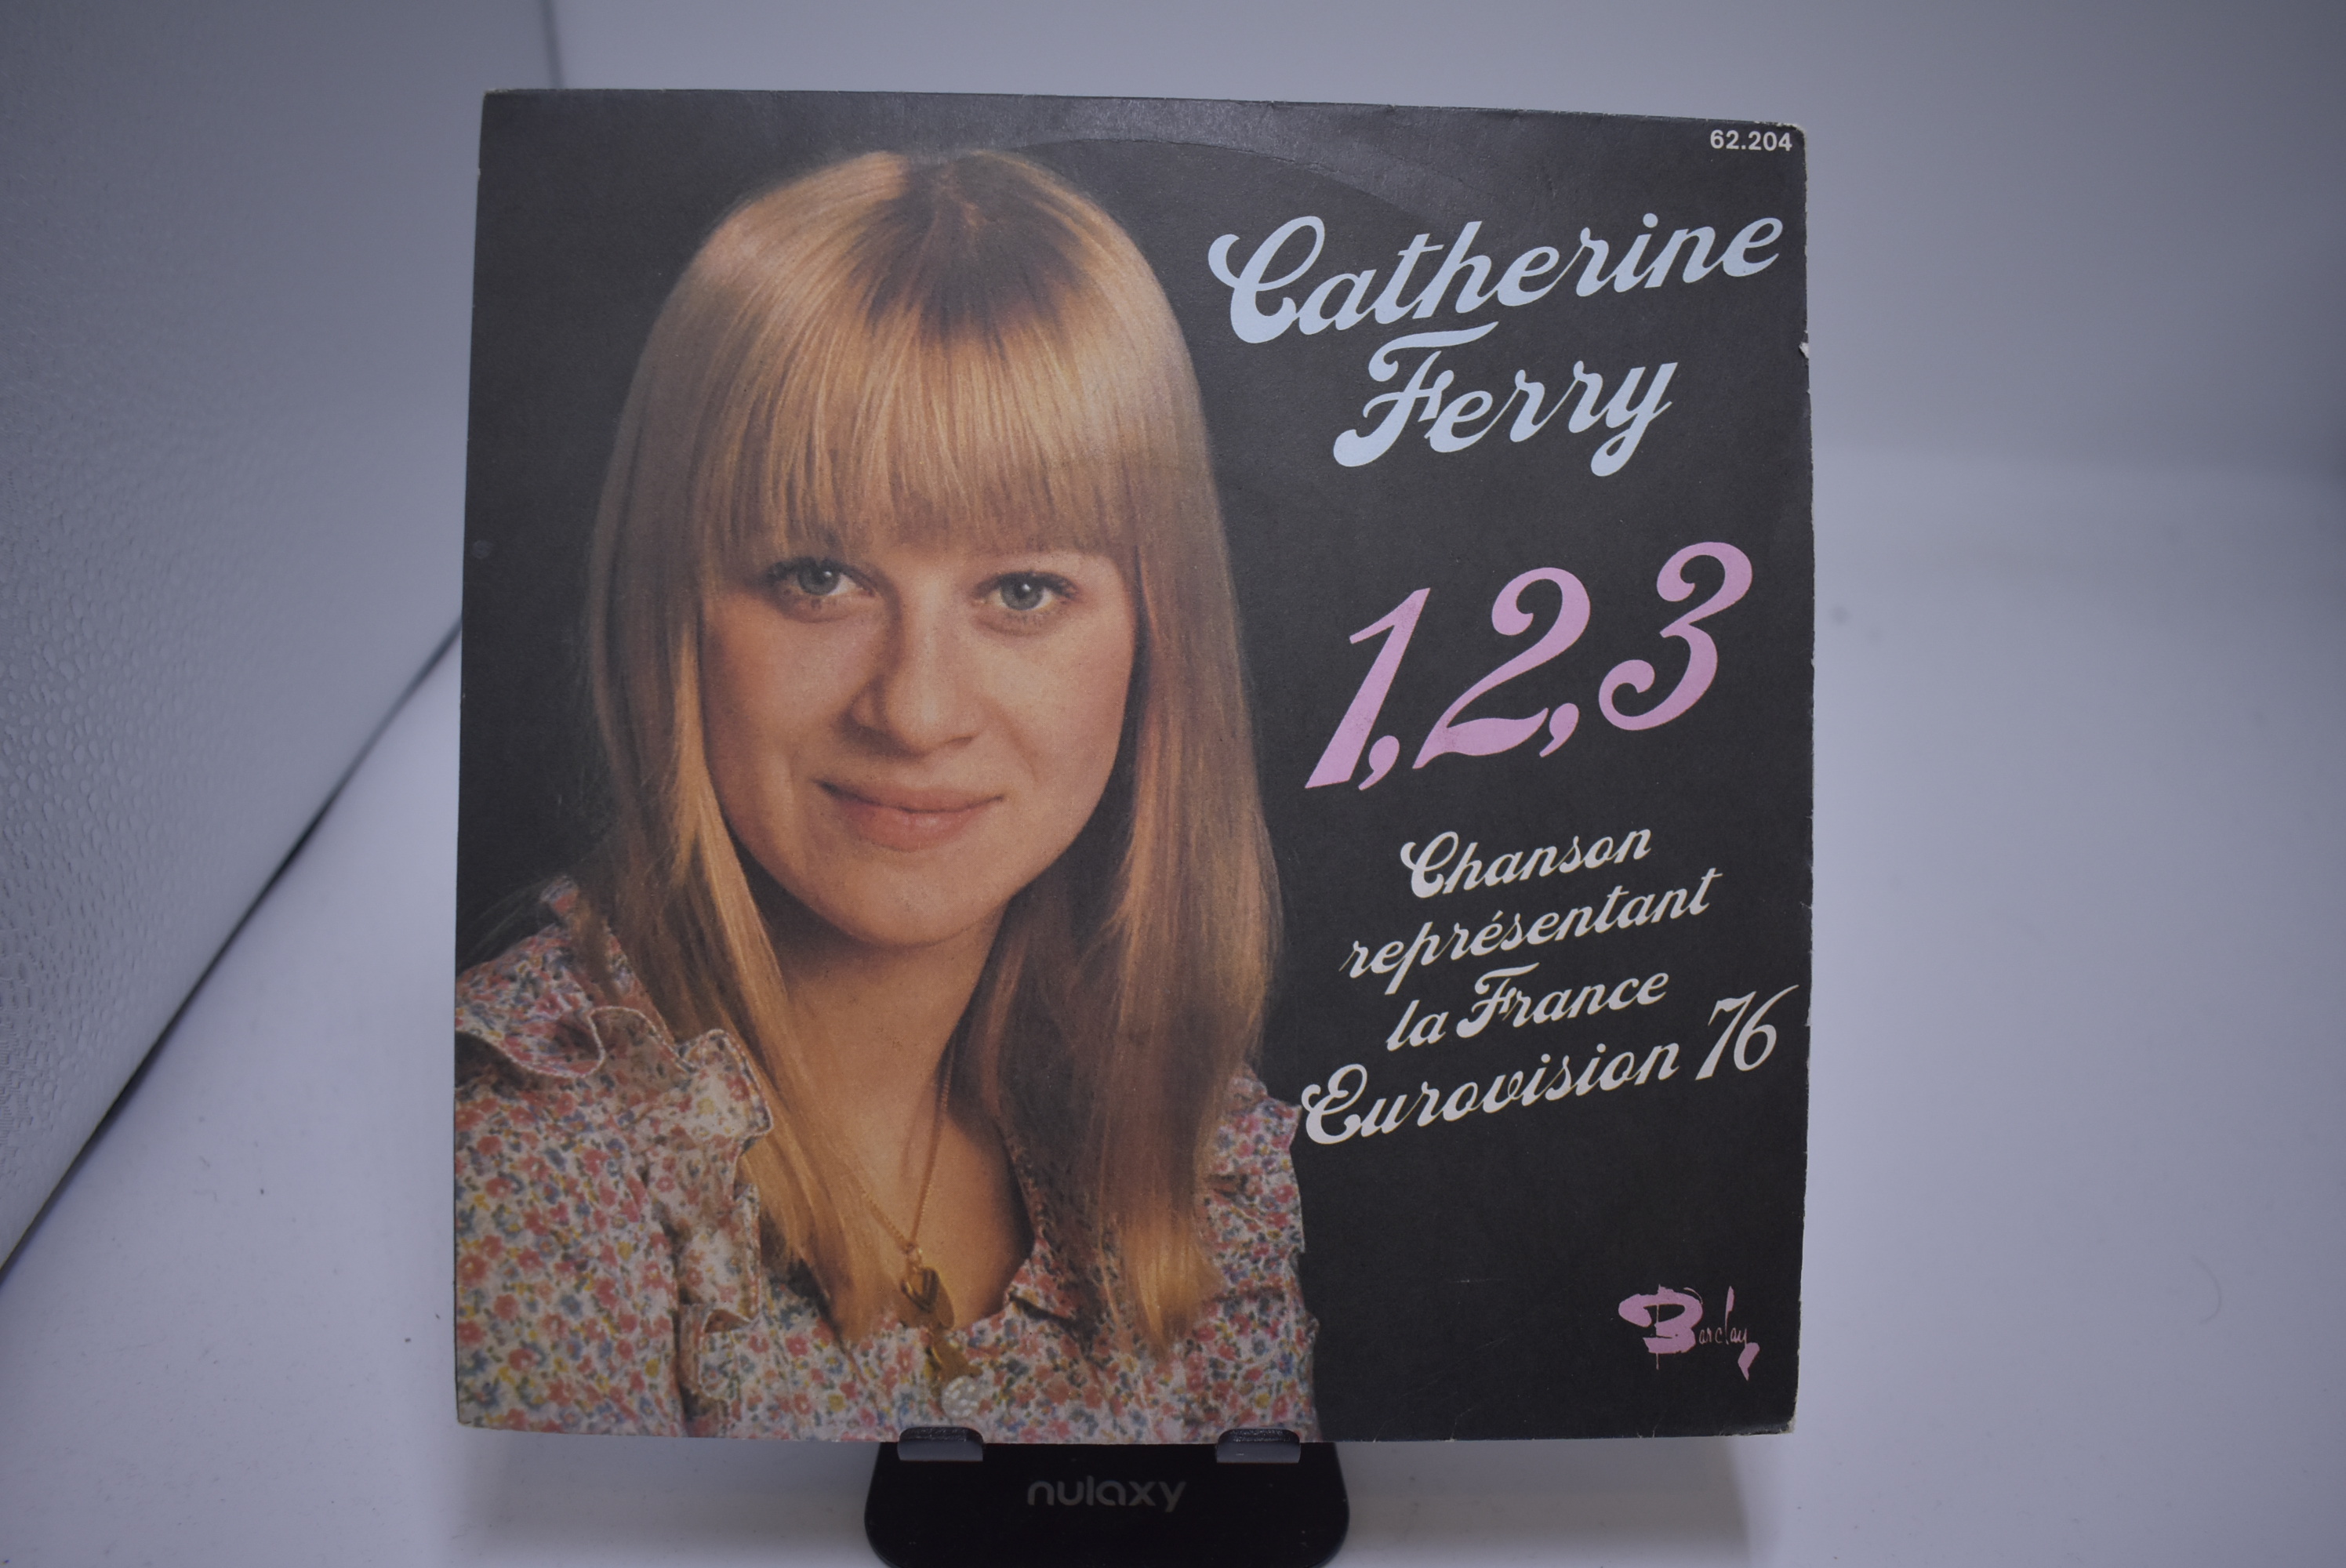 62.204
Catherine
Ferry
1,2,3
Chanson
représentant
la France
Eurovision 76
Barclay
nulaxy